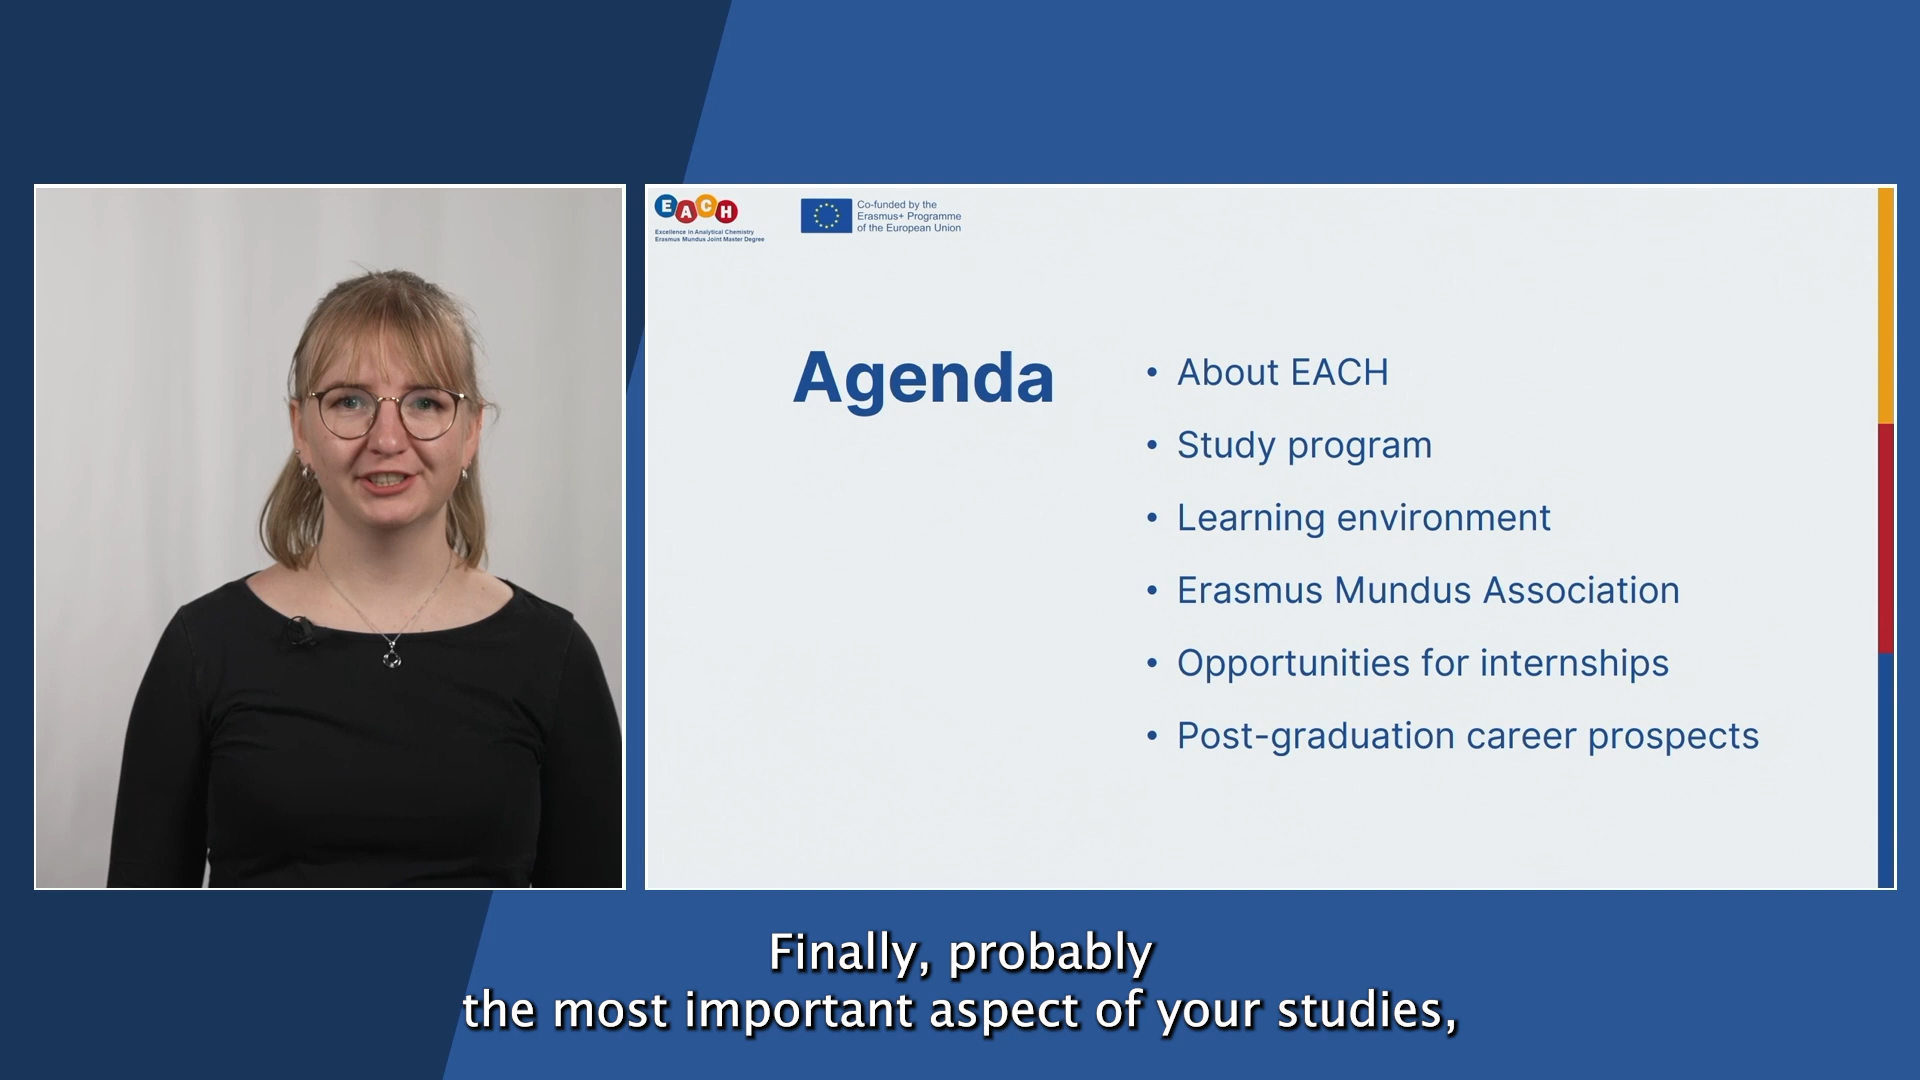 EACH
Excellence in Analytical Chemistry
Erasmus Mundus Joint Master Degree
Co-funded by the
Erasmus+ Programme
of the European Union
Agenda
• About EACH
• Study program
• Learning environment
• Erasmus Mundus Association
• Opportunities for internships
• Post-graduation career prospects
Finally, probably
the most important aspect of your studies,